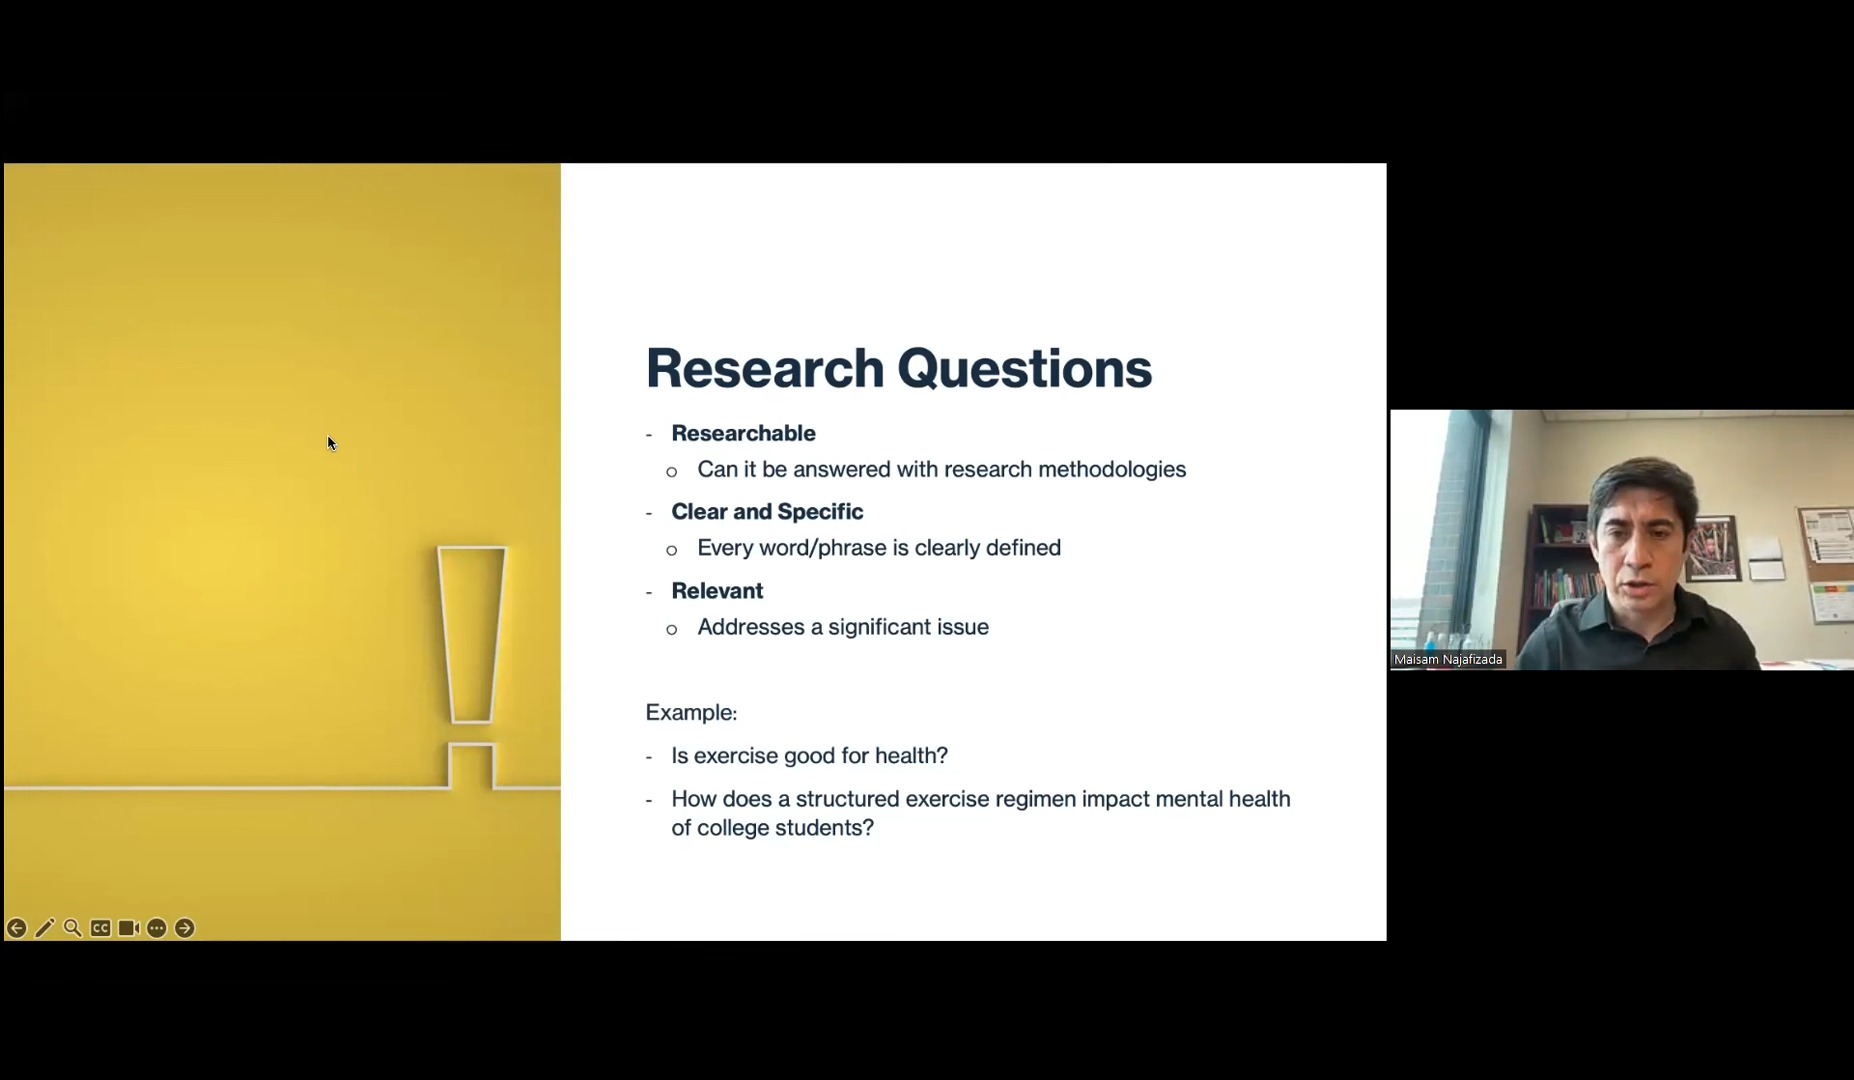 Research Questions
- Researchable
o Can it be answered with research methodologies
- Clear and Specific
o Every word/phrase is clearly defined
- Relevant
o Addresses a significant issue
Example:
- Is exercise good for health?
- How does a structured exercise regimen impact mental health
of college students?
CC
Maisam Najafizada